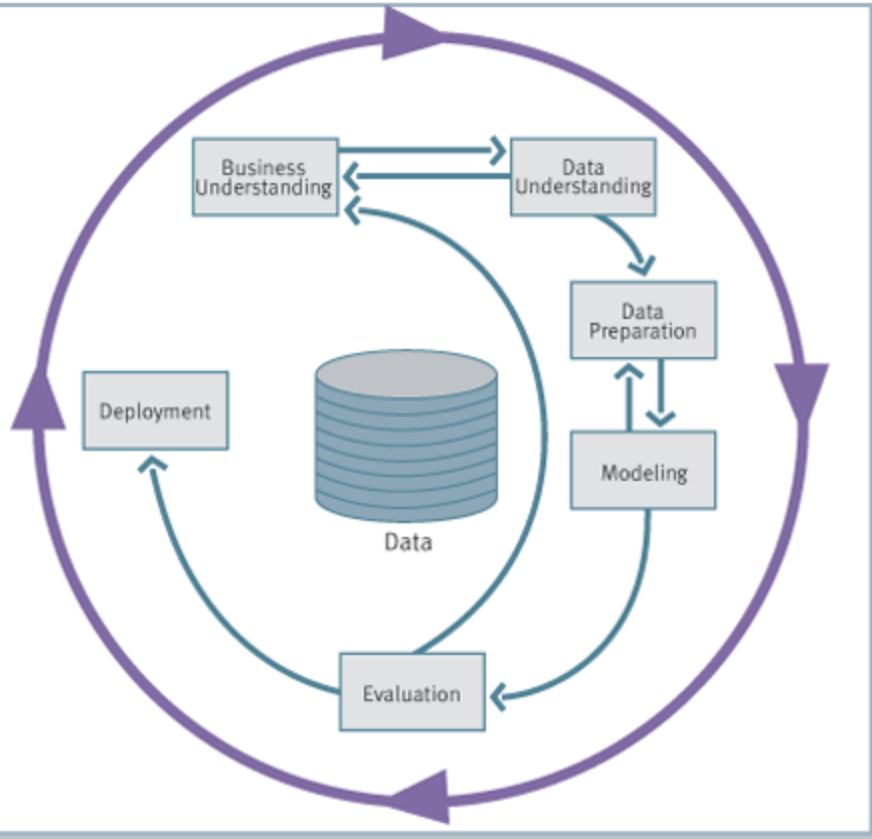 Business
Understanding
Data
Understanding
Data
Preparation
Deployment
Modeling
Data
Evaluation